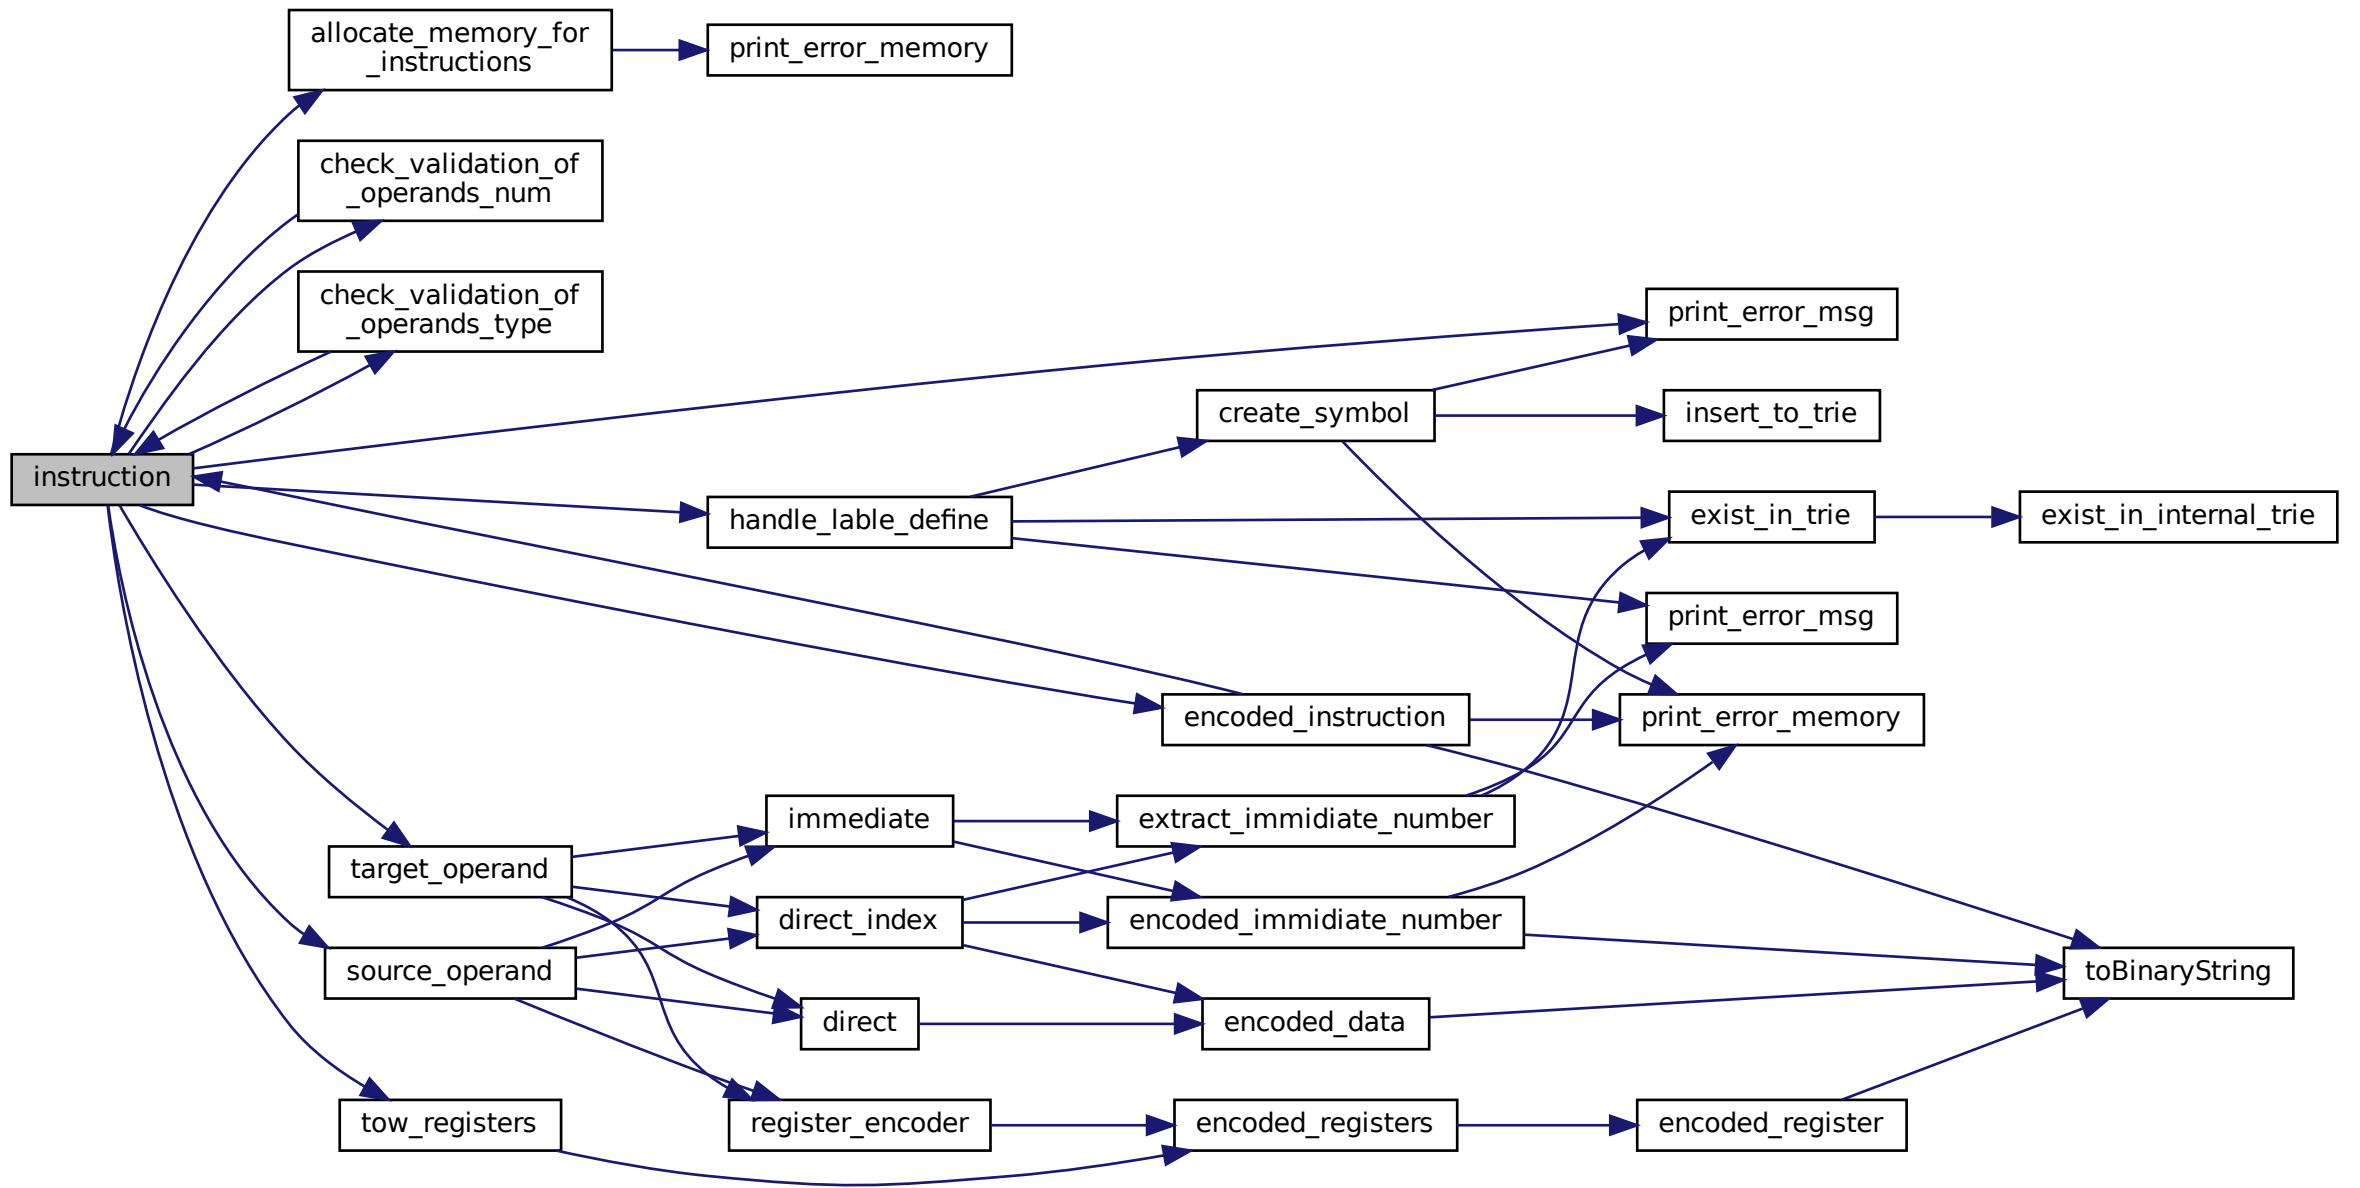 allocate_memory_for
_instructions
print_error_memory
check_validation_of
_operands_num
check_validation_of
_operands_type
print_error_msg
create_symbol
insert_to_trie
instruction
handle_lable_define
exist_in_trie
exist_in_internal_trie
print_error_msg
encoded_instruction
print_error_memory
immediate
extract_immidiate_number
target_operand
direct_index
encoded_immidiate_number
source_operand
toBinaryString
direct
encoded_data
tow_registers
register_encoder
encoded_registers
encoded_register